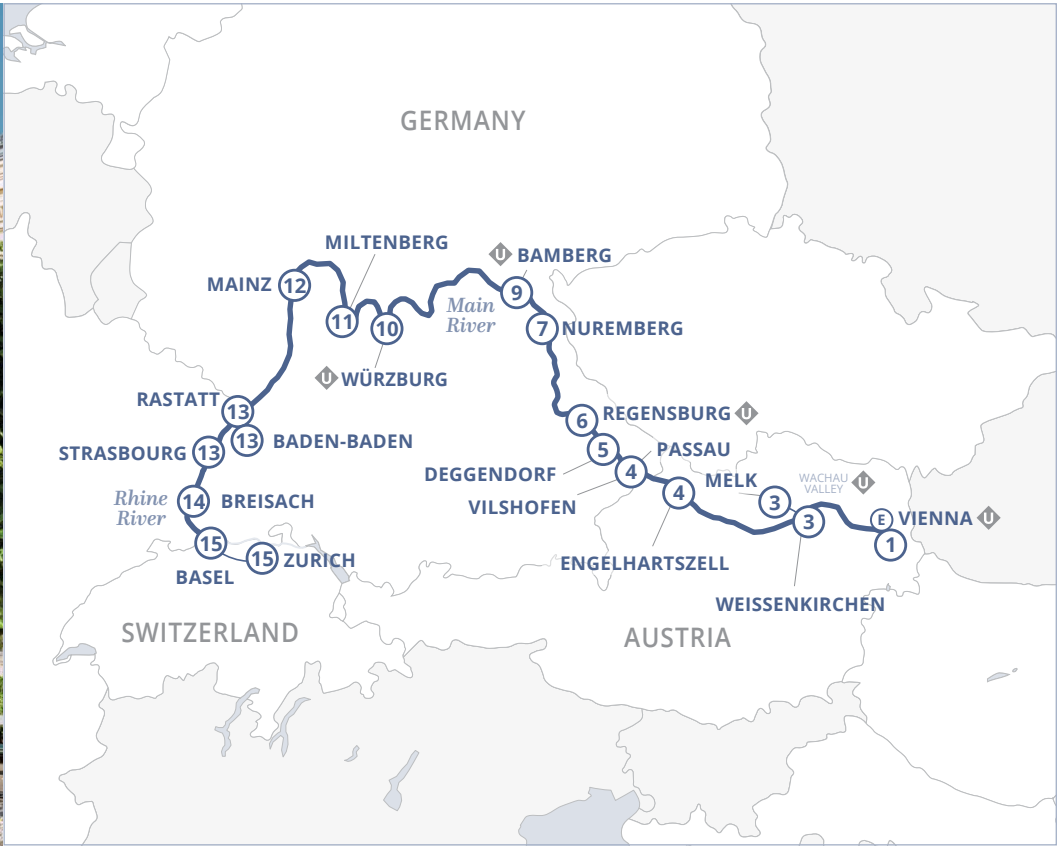 GERMANY
MILTENBERG
U BAMBERG
MAINZ 12
9
Main
River
11
10
7 NUREMBERG
U WÜRZBURG
RASTATT
13
6 REGENSBURG U
13 BADEN-BADEN
STRASBOURG 13
5 PASSAU
DEGGENDORF
4
MELK
WACHAU
VALLEY
U
4
3
VILSHOFEN
Rhine
River
14 BREISACH
3
E VIENNA U
1
15
15 ZURICH
BASEL
ENGELHARTSZELL
WEISSENKIRCHEN
SWITZERLAND
AUSTRIA